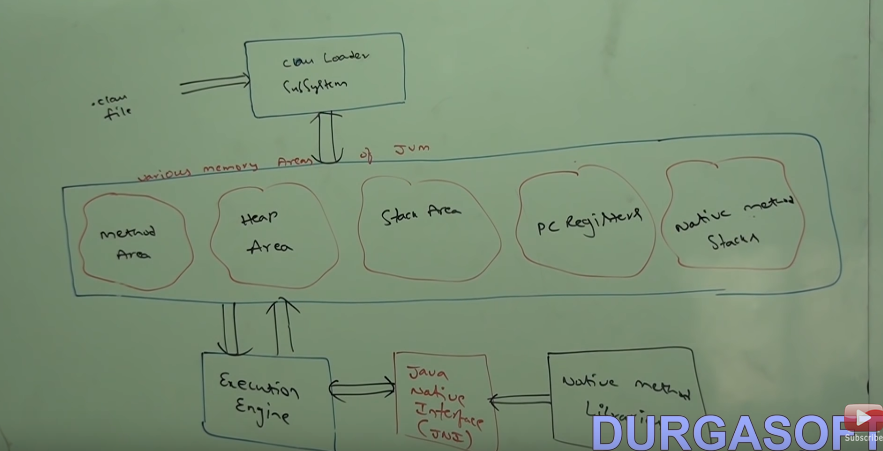 class Loader
SubSystem
.class
file
various memory Areas of JVM
method
Area
Heap
Area
Stack Area
PC Registers
Native method
Stacks
Execution
Engine
Java
Native
Interface
(JNI)
Native method
DURGASOFT
Subscribe